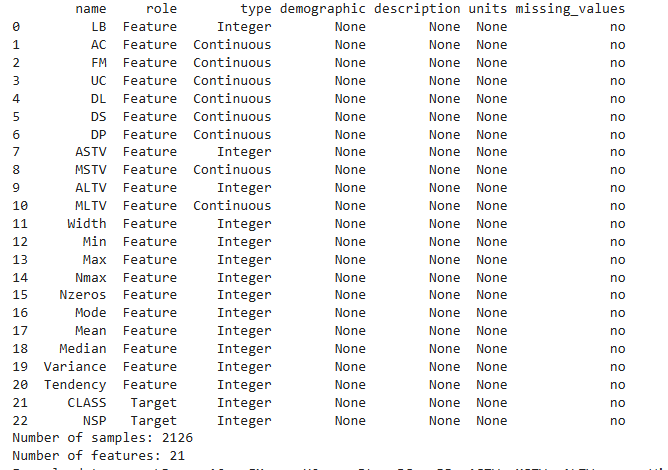 name role type demographic description units missing_values
0 LB Feature Integer None None None no
1 AC Feature Continuous None None None no
2 FM Feature Continuous None None None no
3 UC Feature Continuous None None None no
4 DL Feature Continuous None None None no
5 DS Feature Continuous None None None no
6 DP Feature Continuous None None None no
7 ASTV Feature Integer None None None no
8 MSTV Feature Continuous None None None no
9 ALTV Feature Integer None None None no
10 MLTV Feature Continuous None None None no
11 Width Feature Integer None None None no
12 Min Feature Integer None None None no
13 Max Feature Integer None None None no
14 Nmax Feature Integer None None None no
15 Nzeros Feature Integer None None None no
16 Mode Feature Integer None None None no
17 Mean Feature Integer None None None no
18 Median Feature Integer None None None no
19 Variance Feature Integer None None None no
20 Tendency Feature Integer None None None no
21 CLASS Target Integer None None None no
22 NSP Target Integer None None None no
Number of samples: 2126
Number of features: 21